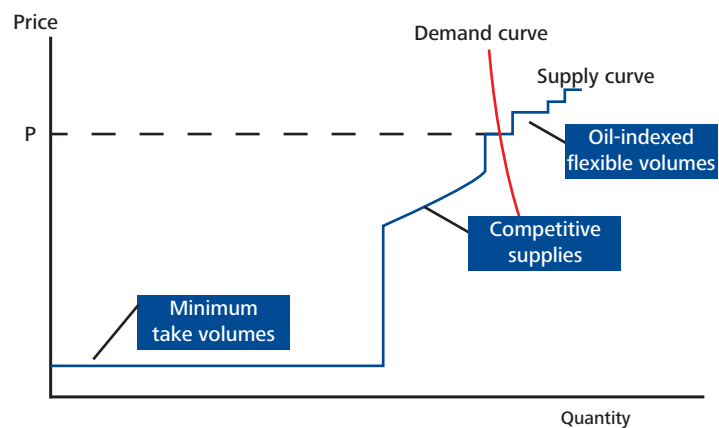 Price
Demand curve
Supply curve
P
Oil-indexed
flexible volumes
Competitive
supplies
Minimum
take volumes
Quantity